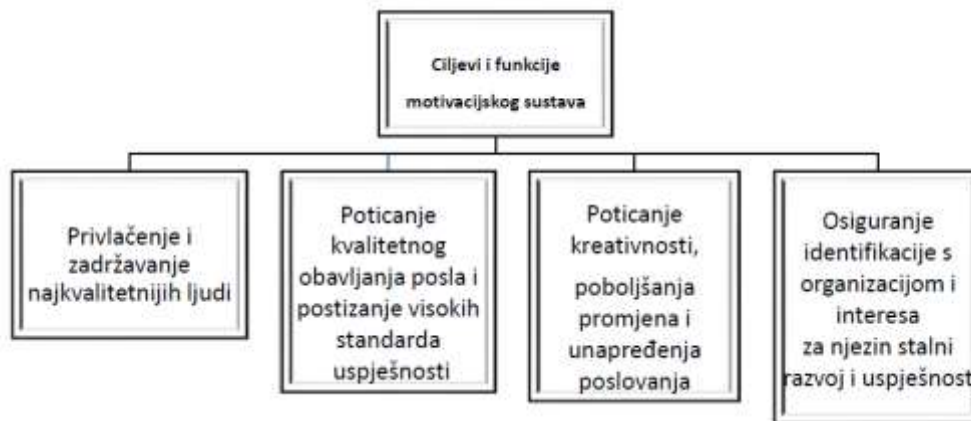 Ciljevi i funkcije
motivacijskog sustava
Privlačenje i
zadržavanje
najkvalitetnijih ljudi
Poticanje
kvalitetnog
obavljanja posla i
postizanje visokih
standarda
uspješnosti
Poticanje
kreativnosti,
poboljšanja
promjena i
unapređenja
poslovanja
Osiguranje
identifikacije s
organizacijom i
interesa
za njezin stalni
razvoj i uspješnost